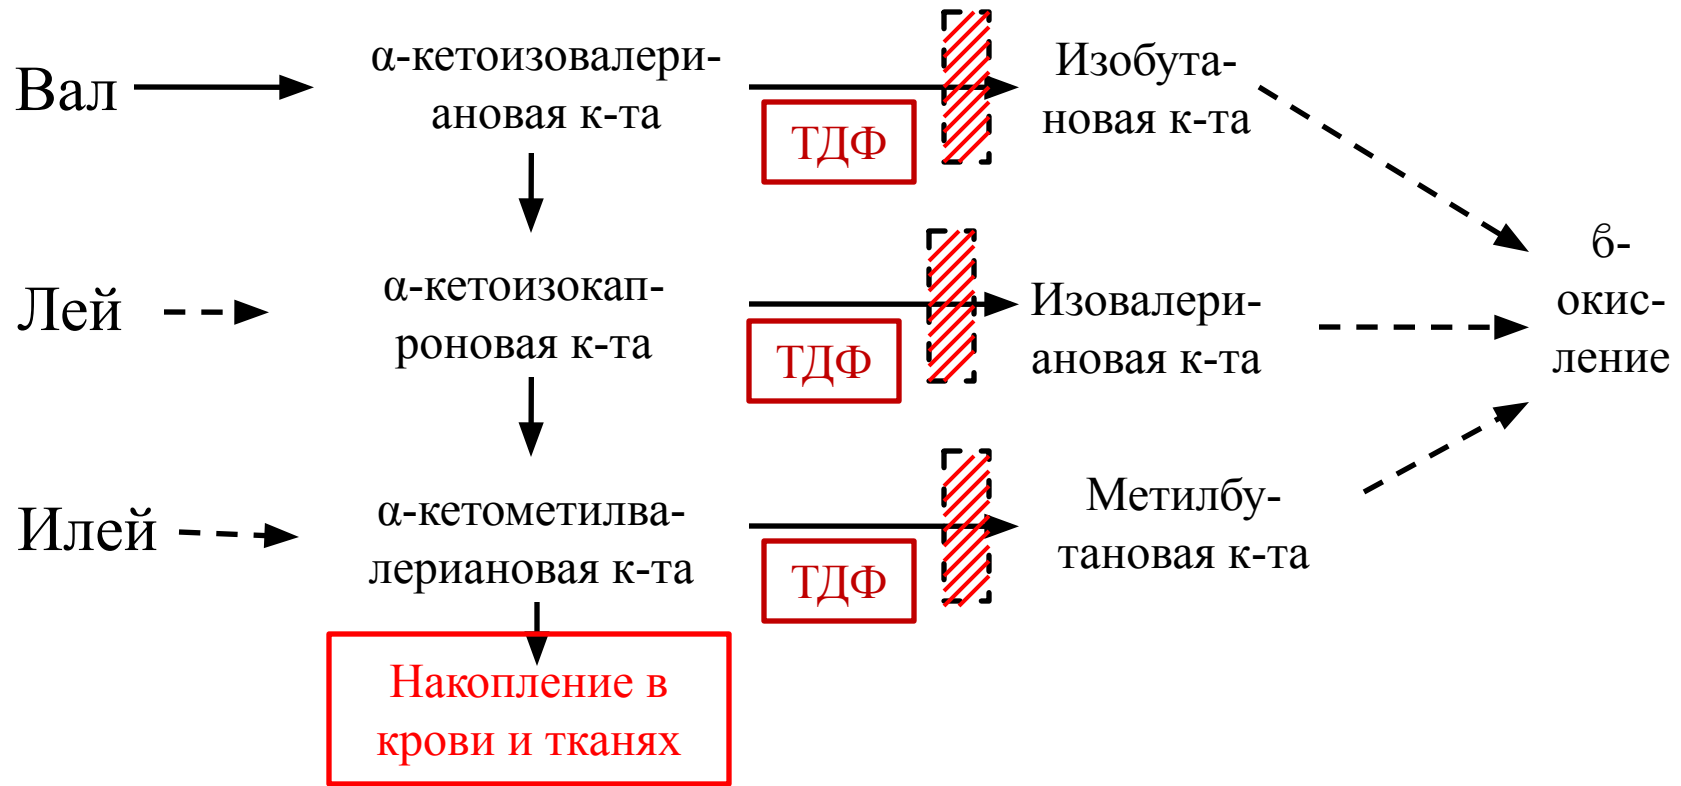 Вал
α-кетоизовалери-
ановая к-та
ТДФ
Изобута-
новая к-та
Лей
α-кетоизокап-
роновая к-та
ТДФ
Изовалери-
ановая к-та
б-
окис-
ление
Илей
α-кетометилва-
лериановая к-та
ТДФ
Метилбу-
тановая к-та
Накопление в
крови и тканях